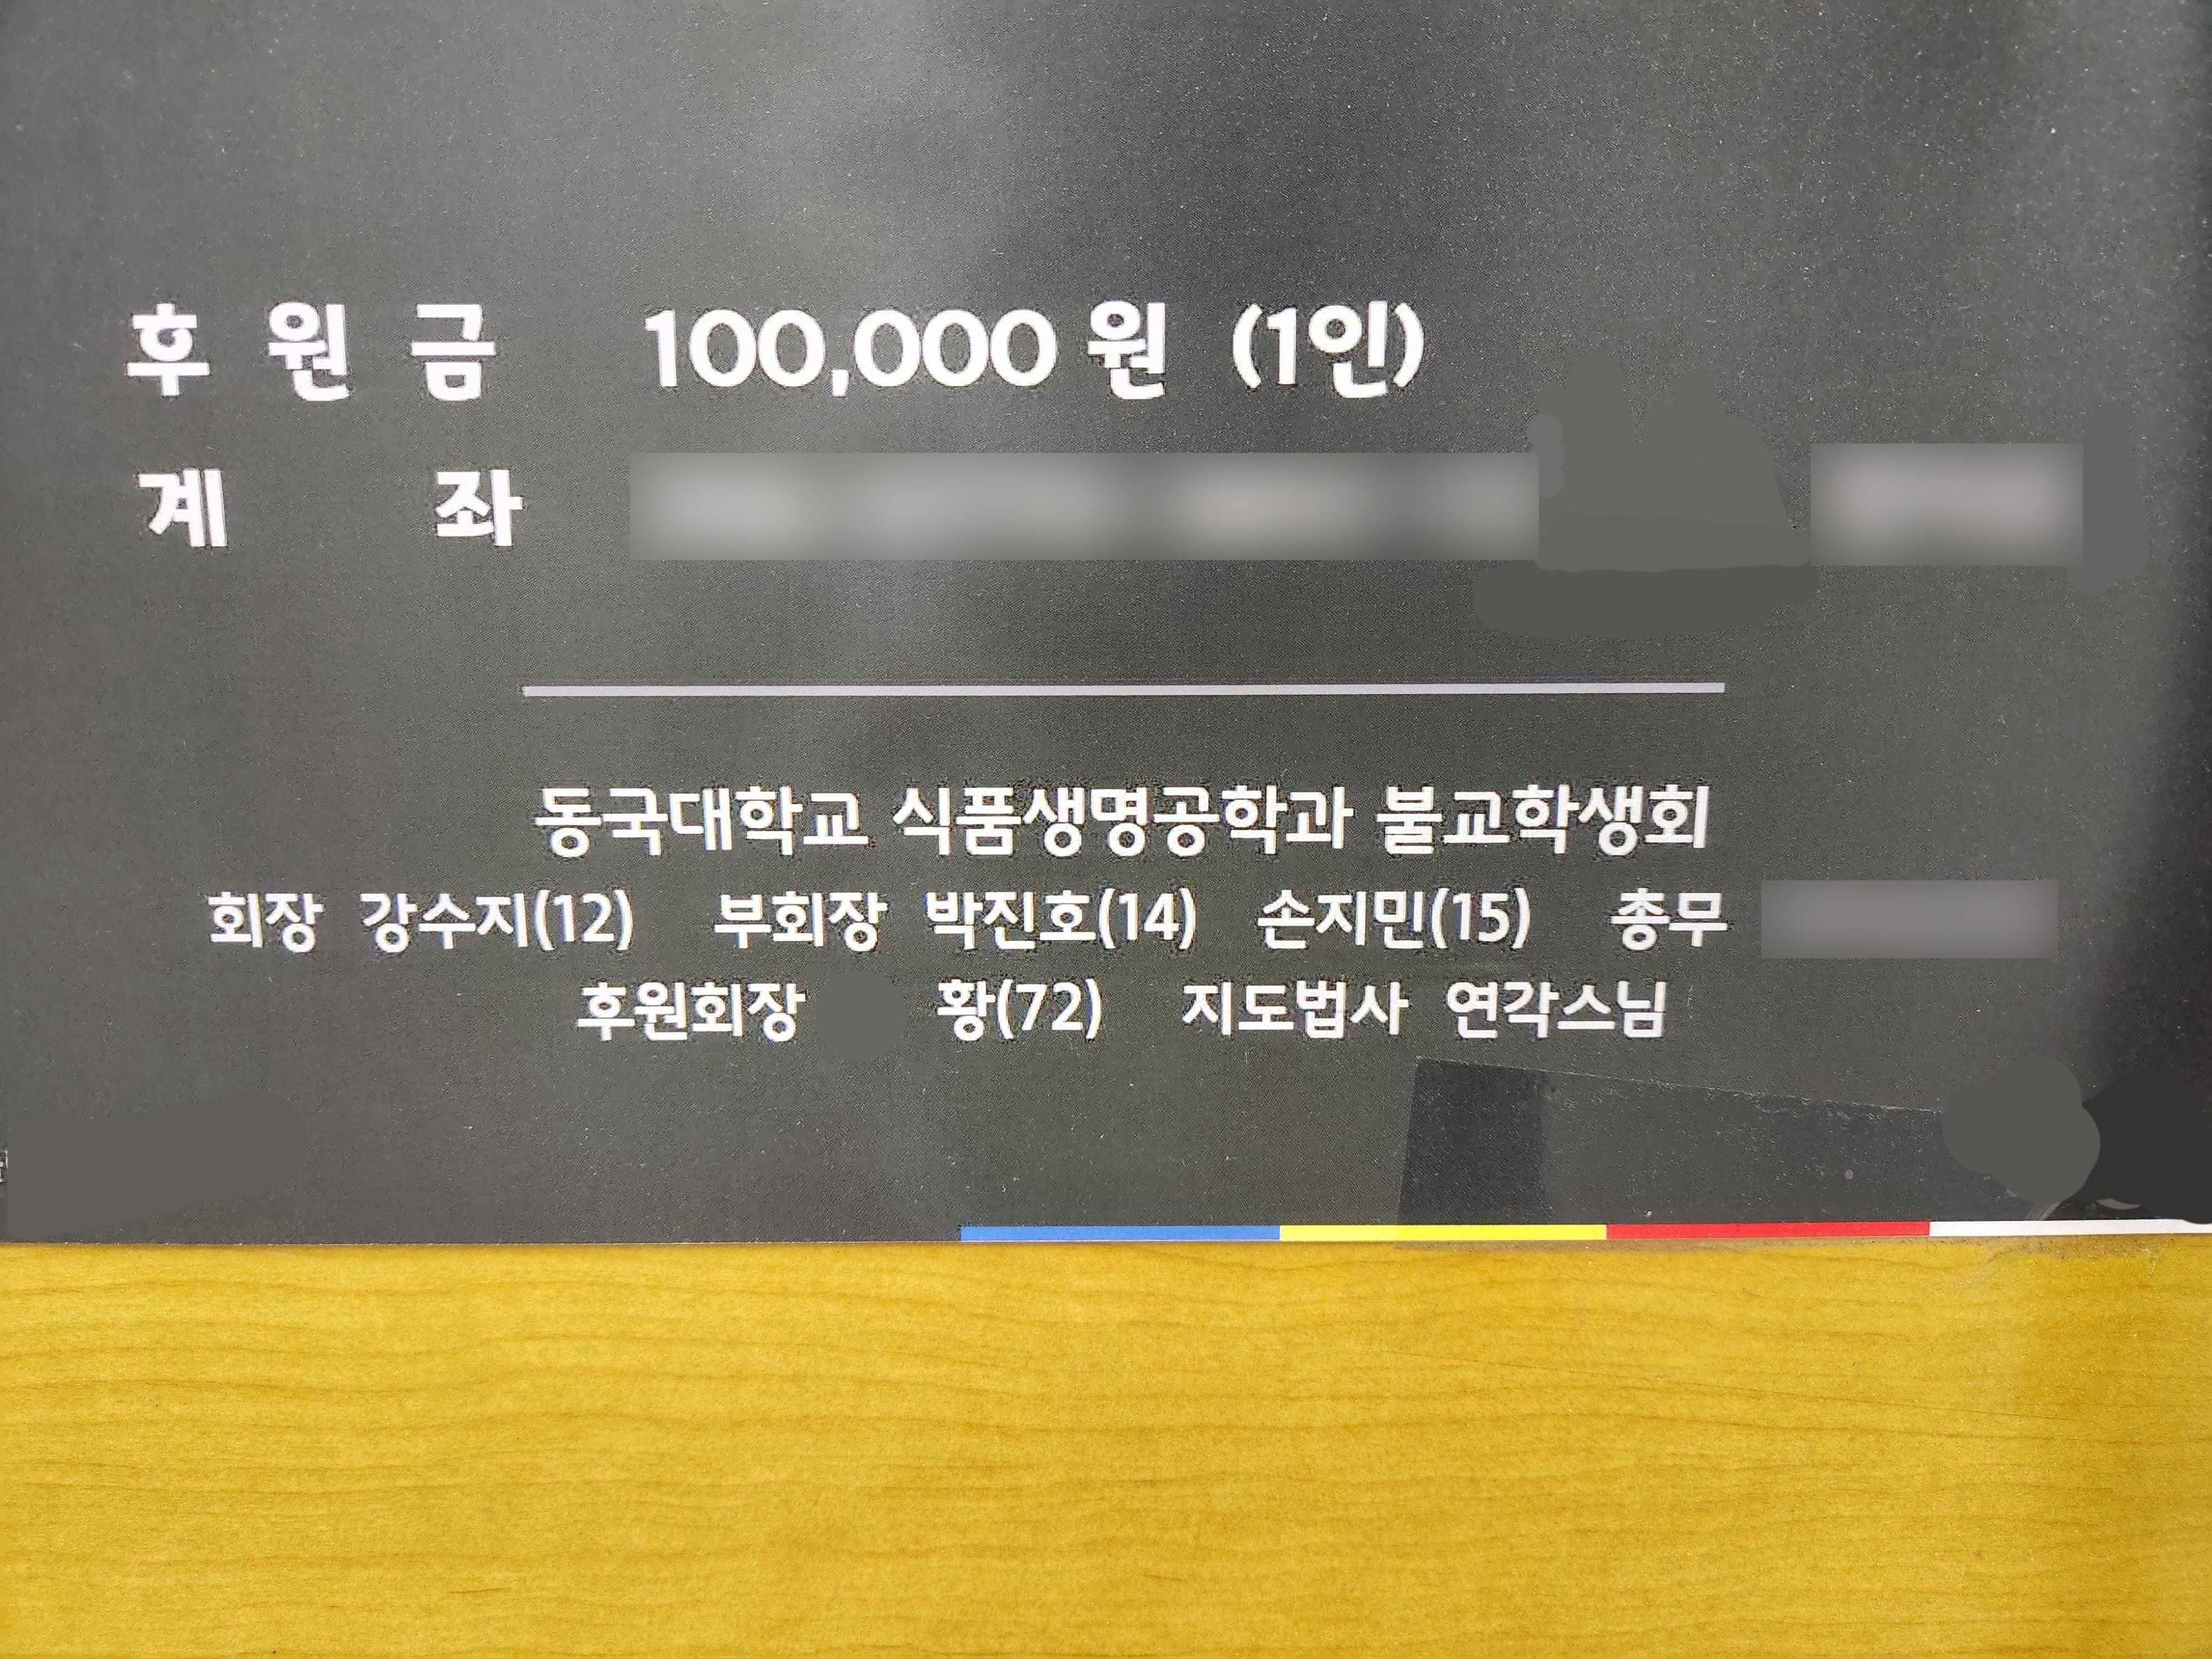 후 원 금 100,000 원 (1인)
계 좌
동국대학교 식품생명공학과 불교학생회
회장 강수지(12) 부회장 박진호(14) 손지민(15) 총무
후원회장 황(72) 지도법사 연각스님